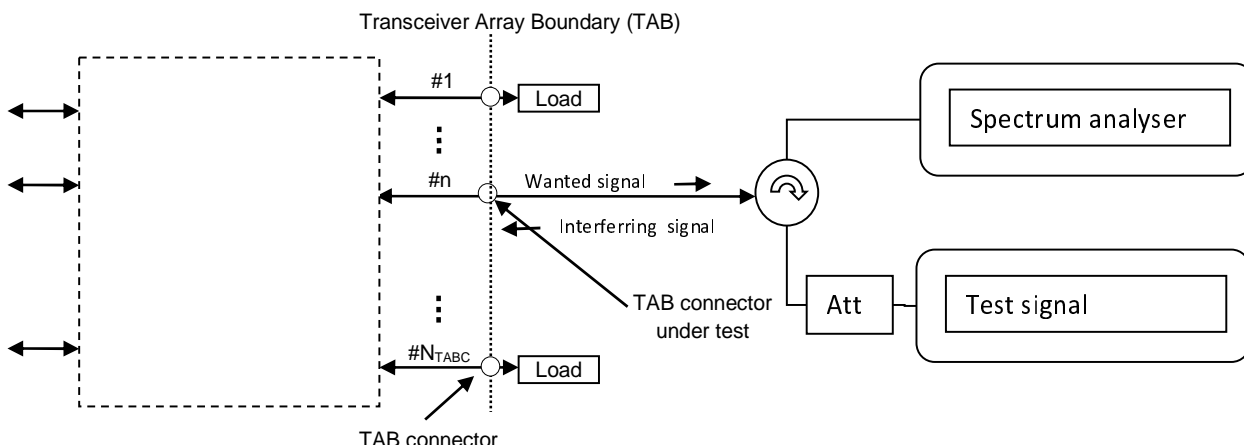 Transceiver Array Boundary (TAB)
#1
Load
Spectrum analyser
#n
Wanted signal
Interferring signal
TAB connector
under test
Att
Test signal
#NTABC
Load
TAB connector